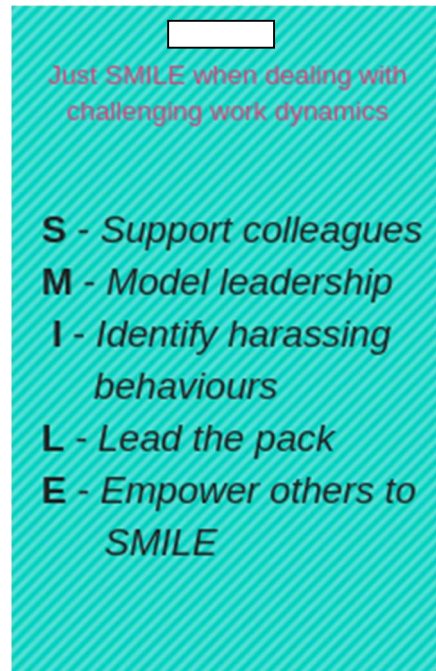 Just SMILE when dealing with
challenging work dynamics
S - Support colleagues
M - Model leadership
I - Identify harassing
behaviours
L - Lead the pack
E - Empower others to
SMILE